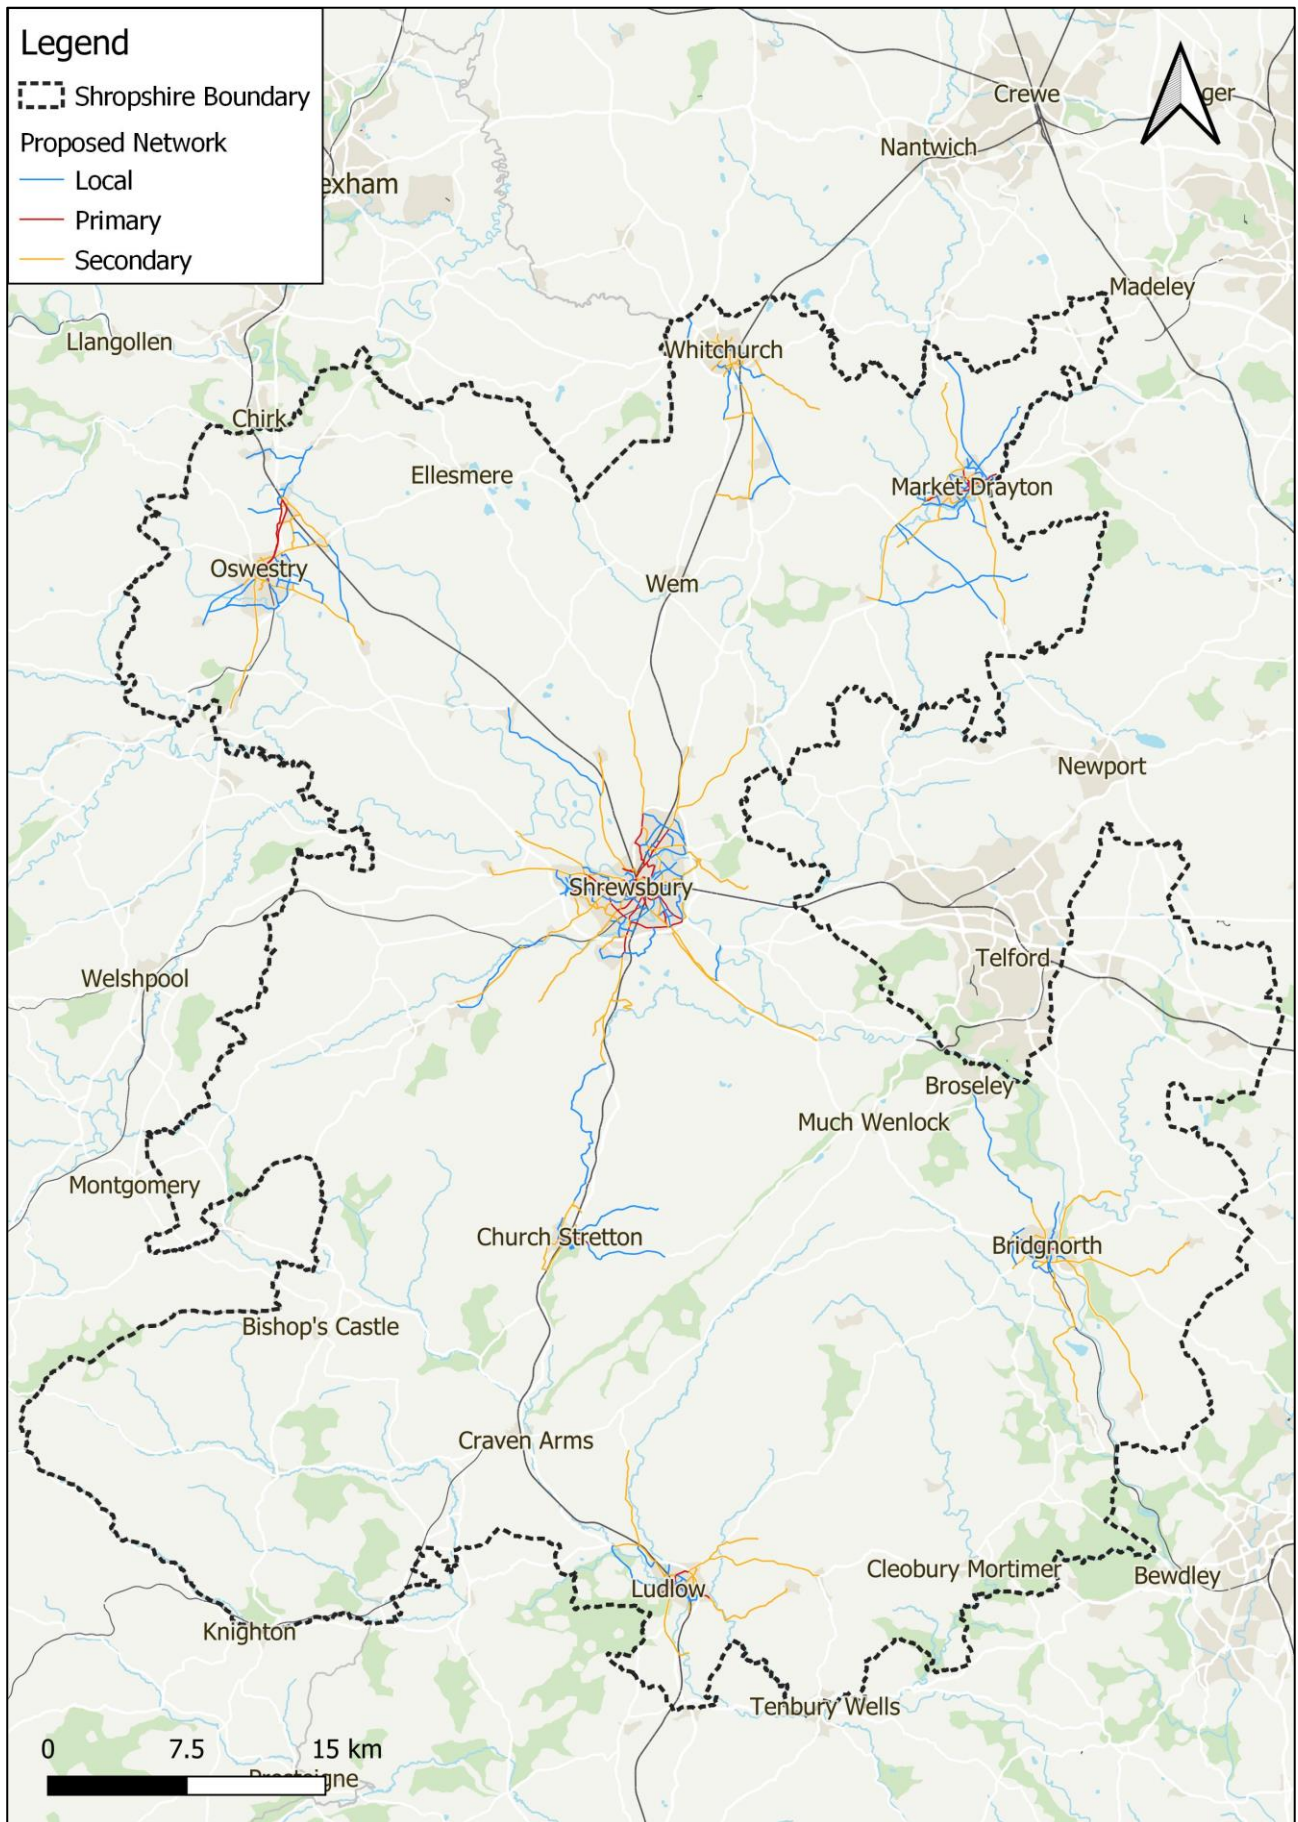 Legend
Shropshire Boundary
Proposed Network
Local
Primary
Secondary
Crewe
ger
Nantwich
exham
Madeley
Llangollen
Whitchurch
Chirk
Ellesmere
Market Drayton
Oswestry
Wem
Newport
Shrewsbury
Telford
Welshpool
Broseley
Much Wenlock
Montgomery
Church Stretton
Bridgnorth
Bishop's Castle
Craven Arms
Cleobury Mortimer
Bewdley
Ludlow
Knighton
Tenbury Wells
0 7.5 15 km